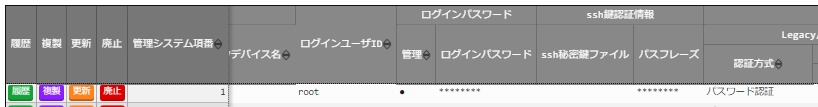 ログインパスワード ssh鍵認証情報
Legacy/
履歴 複製 更新 廃止 管理システム項番 デバイス名 ログインユーザID 管理 ログインパスワード ssh秘密鍵ファイル パスフレーズ 認証方式
履歴 複製 更新 廃止 1 root ● ******** ******** パスワード認証